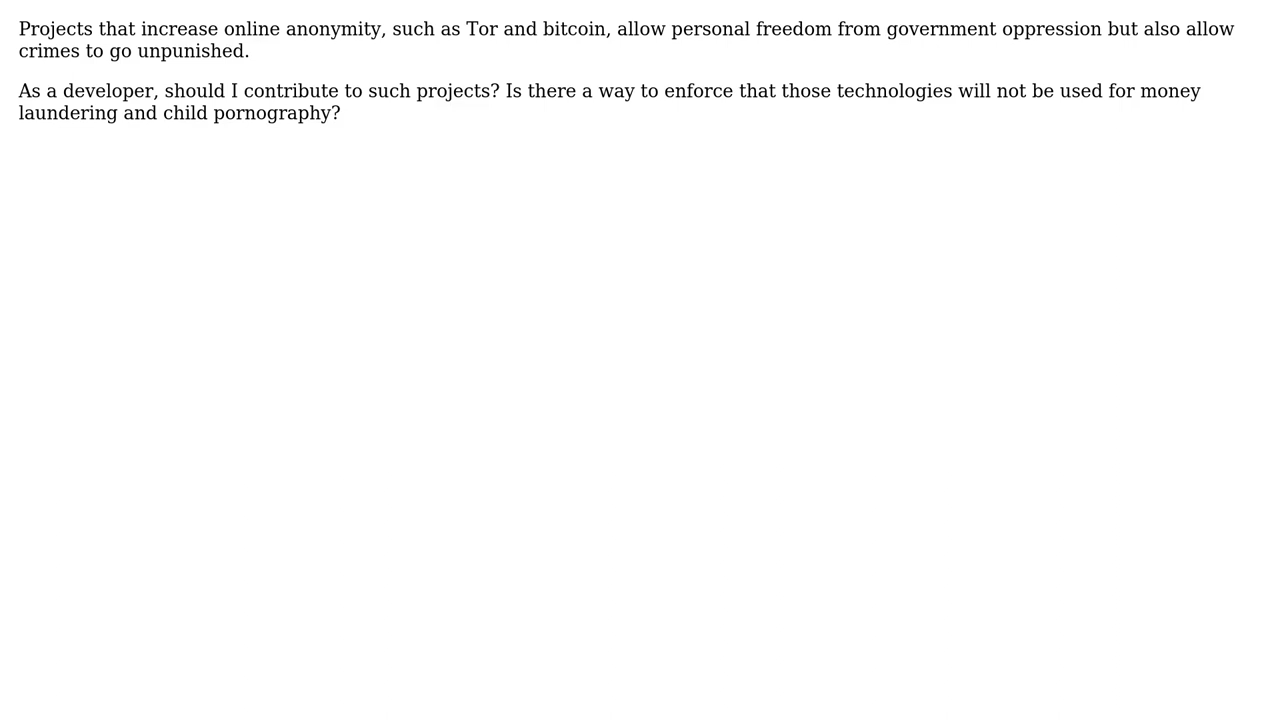 Projects that increase online anonymity, such as Tor and bitcoin, allow personal freedom from government oppression but also allow
crimes to go unpunished.
As a developer, should I contribute to such projects? Is there a way to enforce that those technologies will not be used for money
laundering and child pornography?